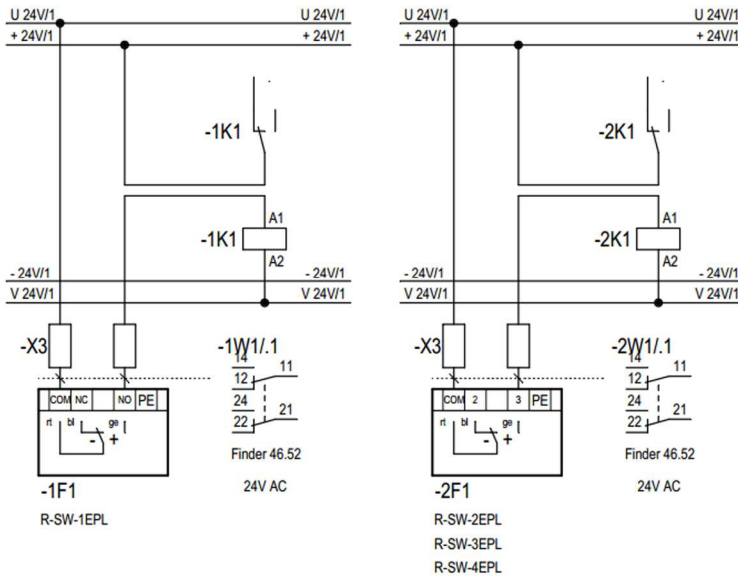 U 24V/1 U 24V/1 U 24V/1 U 24V/1
+ 24V/1 + 24V/1 + 24V/1 + 24V/1
-1K1 -2K1
A1 A1
-1K1 -2K1
A2 A2
- 24V/1 - 24V/1 - 24V/1 - 24V/1
V 24V/1 V 24V/1 V 24V/1 V 24V/1
-X3 -1W1/.1 -X3 -2W1/.1
14 11 14 11
12 12
COM NC NO PE 24 COM 2 3 PE 24
21 21
rt bl ge 22 rt bl ge 22
- + - +
Finder 46.52 Finder 46.52
-1F1 24V AC -2F1 24V AC
R-SW-1EPL R-SW-2EPL
R-SW-3EPL
R-SW-4EPL